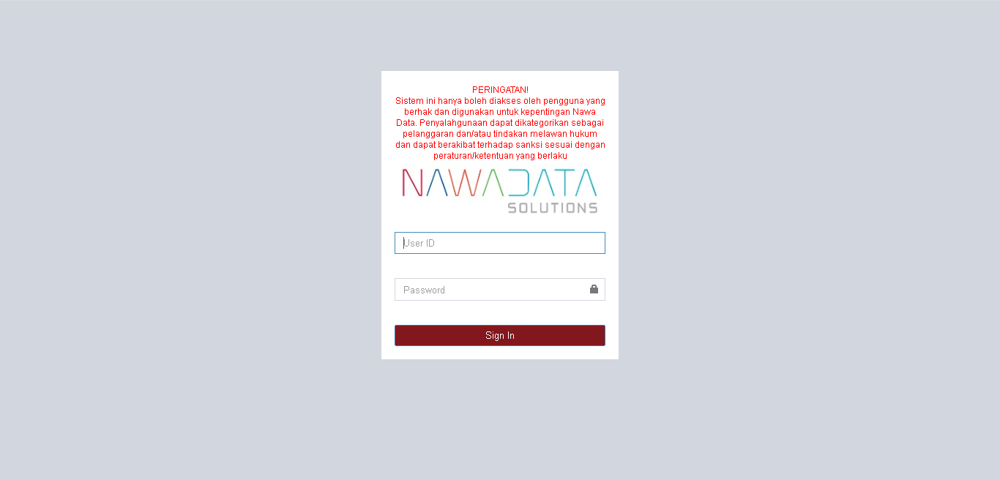 PERINGATAN!
Sistem ini hanya boleh diakses oleh pengguna yang
berhak dan digunakan untuk kepentingan Nawa
Data. Penyalahgunaan dapat dikategorikan sebagai
pelanggaran dan/atau tindakan melawan hukum
dan dapat berakibat terhadap sanksi sesuai dengan
peraturan/ketentuan yang berlaku
NAWADATA
SOLUTIONS
User ID
Password
Sign In